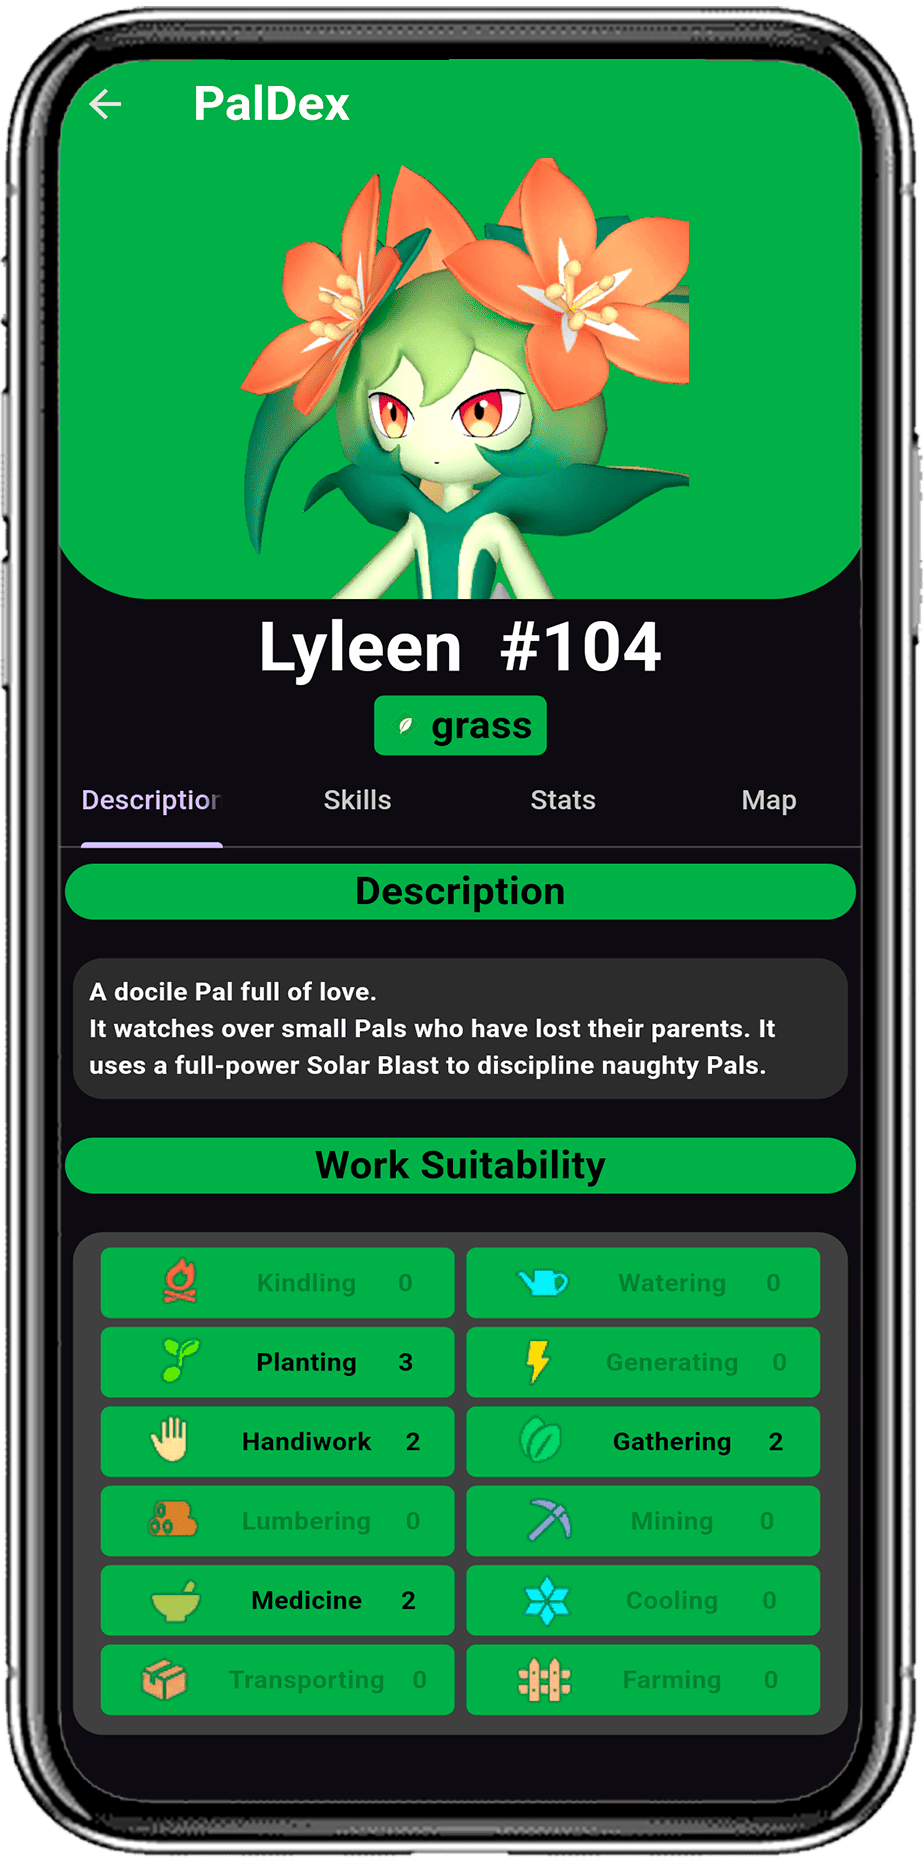 PalDex
Lyleen #104
grass
Description
Skills
Stats
Map
Description
A docile Pal full of love.
It watches over small Pals who have lost their parents. It
uses a full-power Solar Blast to discipline naughty Pals.
Work Suitability
Kindling 0
Watering 0
Planting 3
Generating 0
Handiwork 2
Gathering 2
Lumbering 0
Mining 0
Medicine 2
Cooling 0
Transporting 0
Farming 0